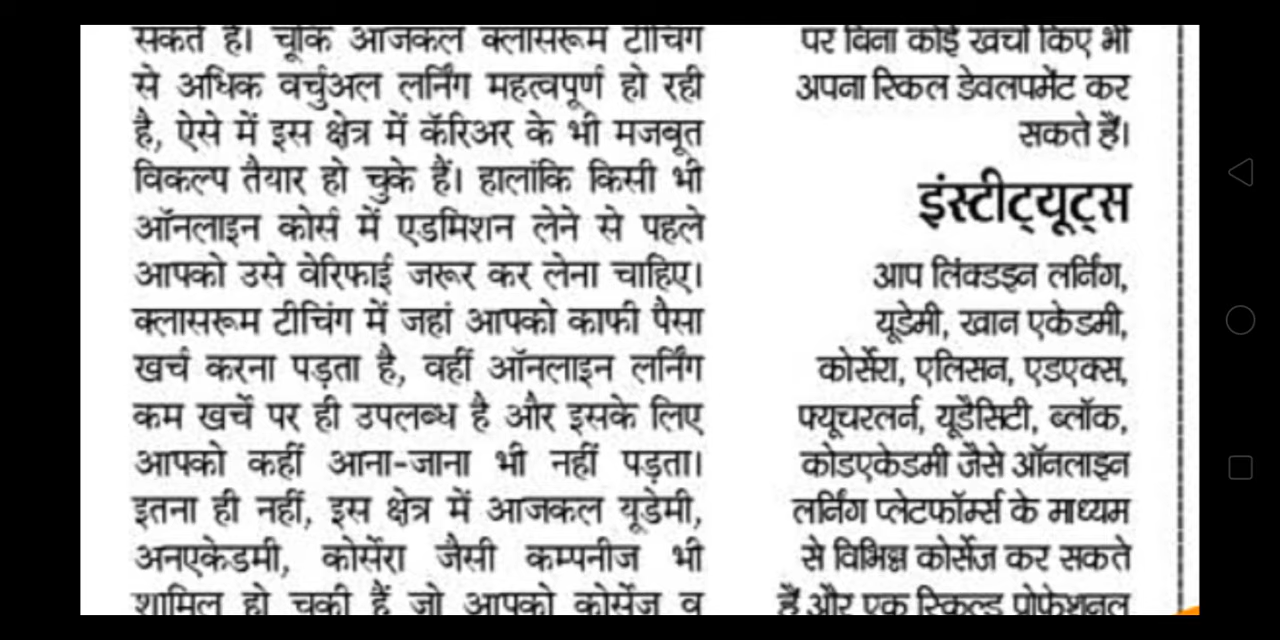 सकते हैं। चूंकि आजकल क्लासरूम टीचिंग
से अधिक वर्चुअल लर्निंग महत्वपूर्ण हो रही
है, ऐसे में इस क्षेत्र में कॅरिअर के भी मजबूत
विकल्प तैयार हो चुके हैं। हालांकि किसी भी
ऑनलाइन कोर्स में एडमिशन लेने से पहले
आपको उसे वेरिफाई जरूर कर लेना चाहिए।
क्लासरूम टीचिंग में जहां आपको काफी पैसा
खर्च करना पड़ता है, वहीं ऑनलाइन लर्निंग
कम खर्चे पर ही उपलब्ध है और इसके लिए
आपको कहीं आना-जाना भी नहीं पड़ता।
इतना ही नहीं, इस क्षेत्र में आजकल यूडेमी,
अनएकेडमी, कोर्सेरा जैसी कम्पनीज भी
शामिल हो चुकी हैं जो आपको कोर्सेज व
पर बिना कोई खर्चा किए भी
अपना स्किल डेवलपमेंट कर
सकते हैं।
इंस्टीट्यूट्स
आप लिंक्डइन लर्निंग,
यूडेमी, खान एकेडमी,
कोर्सेरा, एलिसन, एडएक्स,
फ्यूचरलर्न, यूडैसिटी, ब्लॉक,
कोडएकेडमी जैसे ऑनलाइन
लर्निंग प्लेटफॉर्म्स के माध्यम
से विभिन्न कोर्सेज कर सकते
हैं और एक स्किल्ड प्रोफेशनल